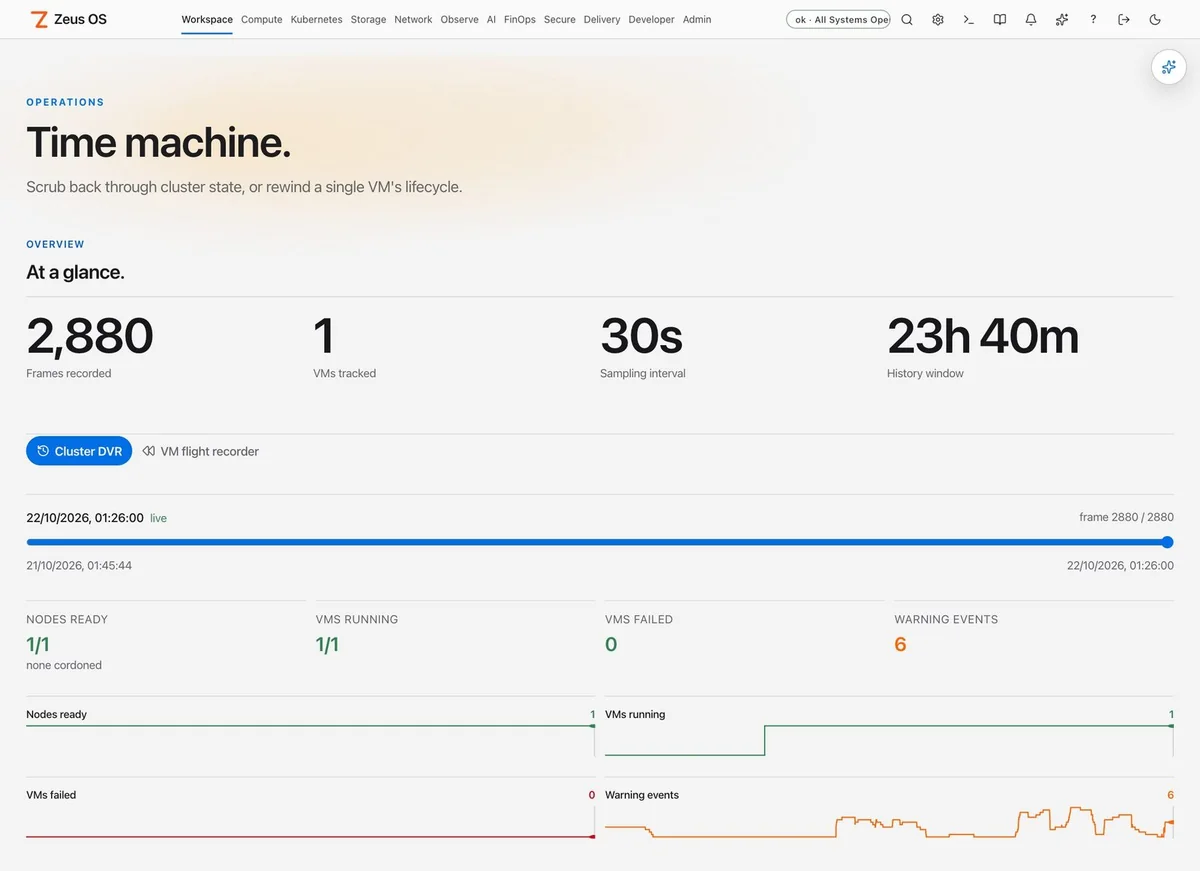 Zeus OS
Workspace Compute Kubernetes Storage Network Observe AI FinOps Secure Delivery Developer Admin
ok · All Systems Ope
?
OPERATIONS
Time machine.
Scrub back through cluster state, or rewind a single VM's lifecycle.
OVERVIEW
At a glance.
2,880 1 30s 23h 40m
Frames recorded VMs tracked Sampling interval History window
Cluster DVR VM flight recorder
22/10/2026, 01:26:00 live frame 2880 / 2880
21/10/2026, 01:45:44 22/10/2026, 01:26:00
NODES READY VMS RUNNING VMS FAILED WARNING EVENTS
1/1 1/1 0 6
none cordoned
Nodes ready 1 VMs running 1
VMs failed 0 Warning events 6